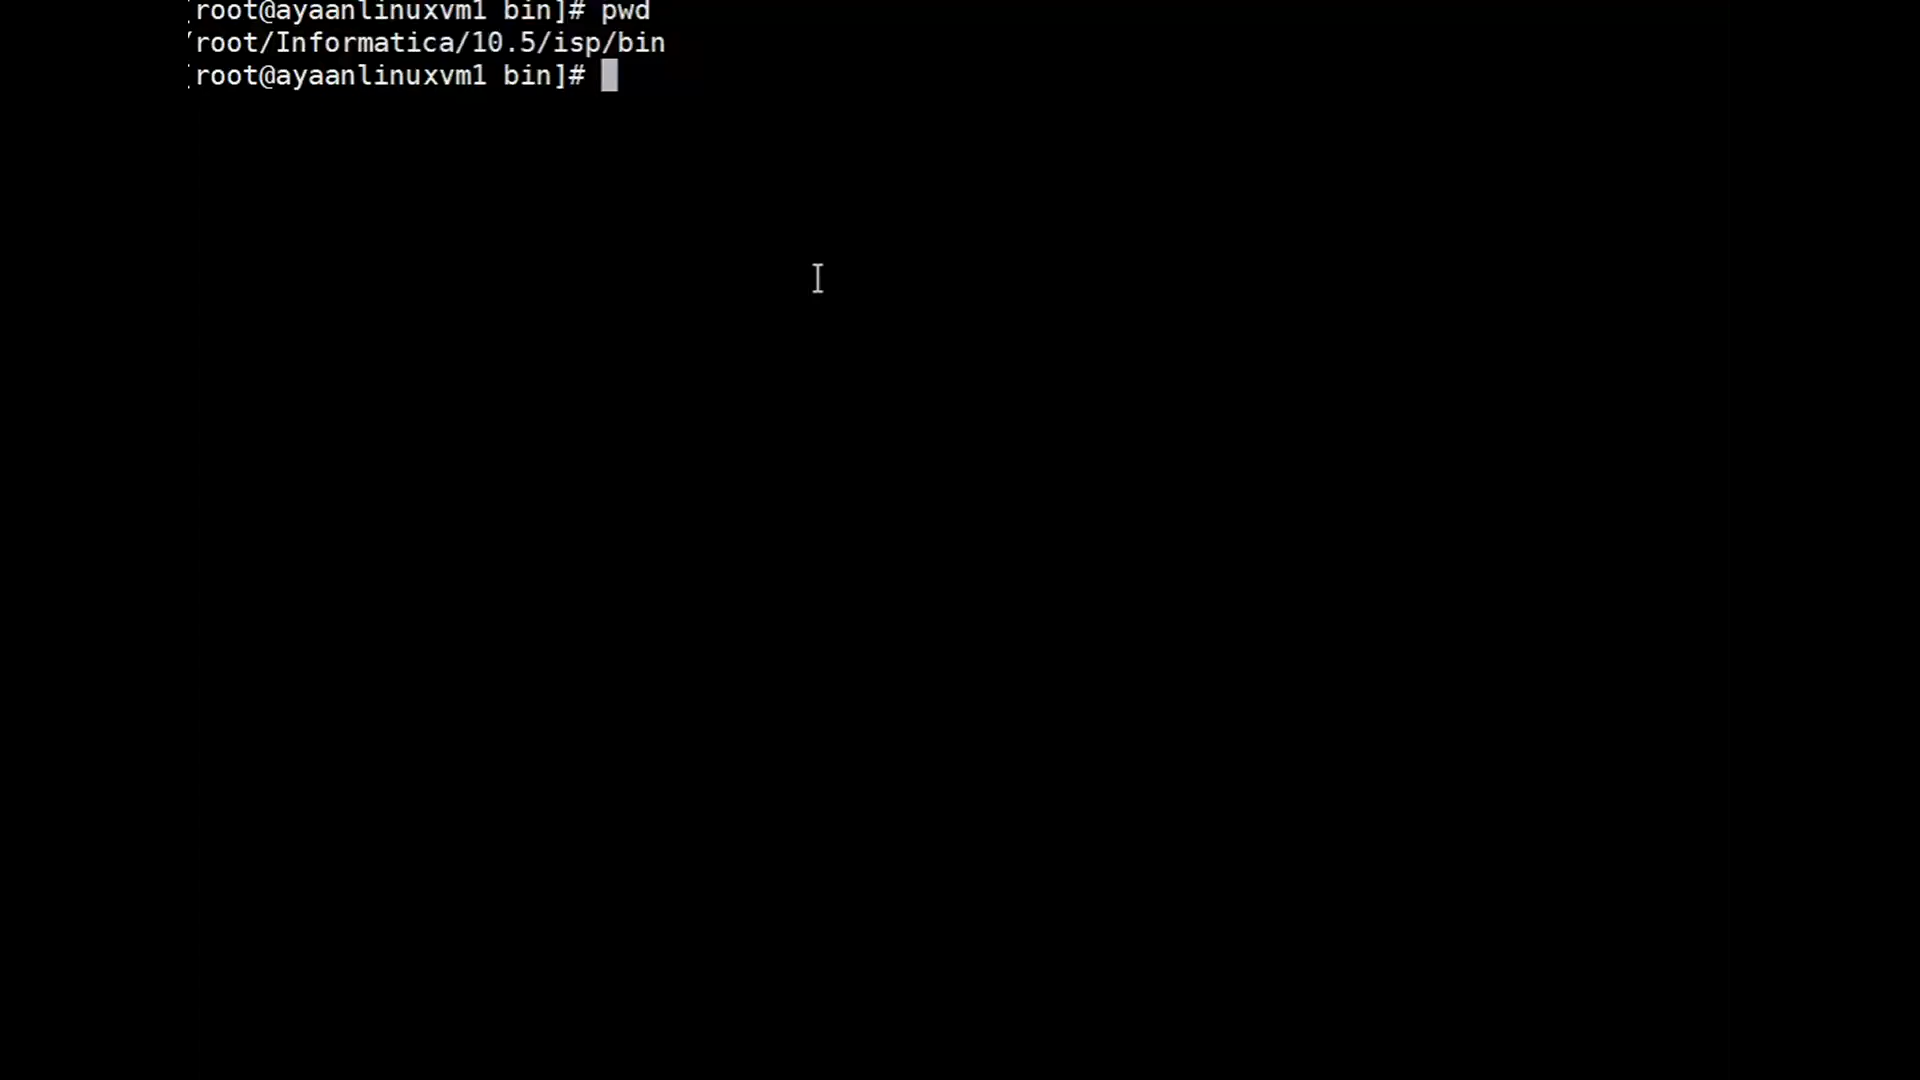 [root@ayaanlinuxvm1 bin]# pwd
/root/Informatica/10.5/isp/bin
[root@ayaanlinuxvm1 bin]#